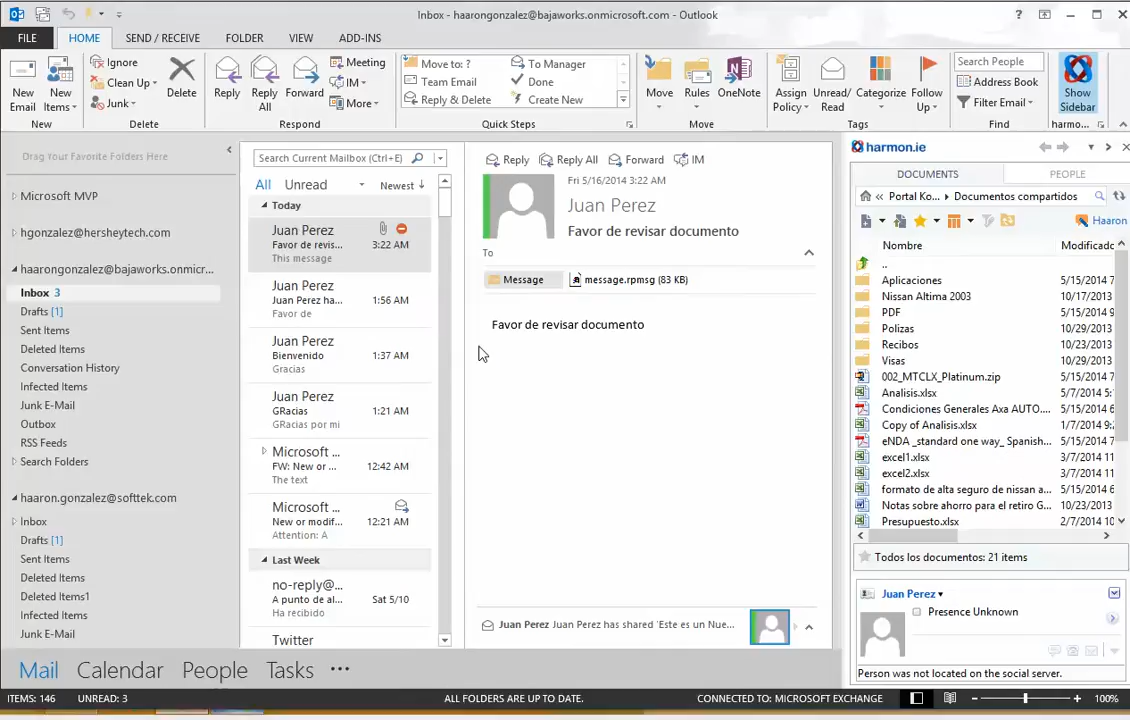 Inbox - haarongonzalez@bajaworks.onmicrosoft.com - Outlook
FILE HOME SEND / RECEIVE FOLDER VIEW ADD-INS
New Email
New Items
New
Ignore
Clean Up
Junk
Delete
Delete
Reply
Reply All
Forward
Meeting
IM
More
Respond
Move to: ?
Team Email
Reply & Delete
To Manager
Done
Create New
Quick Steps
Move
Rules
OneNote
Move
Assign Policy
Unread/ Read
Categorize
Follow Up
Tags
Search People
Address Book
Filter Email
Find
Show Sidebar
harmo...
Drag Your Favorite Folders Here
Microsoft MVP
hgonzalez@hersheytech.com
haarongonzalez@bajaworks.onmicr...
Inbox 3
Drafts [1]
Sent Items
Deleted Items
Conversation History
Infected Items
Junk E-Mail
Outbox
RSS Feeds
Search Folders
haaron.gonzalez@softtek.com
Inbox
Drafts [1]
Sent Items
Deleted Items
Deleted Items1
Infected Items
Junk E-Mail
Search Current Mailbox (Ctrl+E)
All Unread Newest
Today
Juan Perez
Favor de revis... 3:22 AM
This message
Juan Perez
Juan Perez ha... 1:56 AM
Favor de
Juan Perez
Bienvenido 1:37 AM
Gracias
Juan Perez
GRacias 1:21 AM
Gracias por mi
Microsoft ...
FW: New or ... 12:42 AM
The text
Microsoft ...
New or modif... 12:21 AM
Attention: A
Last Week
no-reply@...
A punto de al... Sat 5/10
Ha recibido
Twitter
Reply Reply All Forward IM
Fri 5/16/2014 3:22 AM
Juan Perez
Favor de revisar documento
To
Message message.rpmsg (83 KB)
Favor de revisar documento
Juan Perez Juan Perez has shared 'Este es un Nue...
harmon.ie
DOCUMENTS PEOPLE
Portal Ko... Documentos compartidos
Haaron
Nombre Modificado
..
Aplicaciones 5/15/2014 7
Nissan Altima 2003 10/17/2013
PDF 5/15/2014 9
Polizas 10/29/2013
Recibos 10/23/2013
Visas 10/29/2013
002_MTCLX_Platinum.zip 5/15/2014 7
Analisis.xlsx 5/7/2014 5:
Condiciones Generales Axa AUTO.... 5/15/2014 6
Copy of Analisis.xlsx 1/7/2014 9:
eNDA _standard one way_ Spanish... 5/15/2014 6
excel1.xlsx 3/7/2014 11
excel2.xlsx 3/7/2014 11
formato de alta seguro de nissan a... 5/15/2014 6
Notas sobre ahorro para el retiro G... 10/23/2013
Presupuesto.xlsx 2/7/2014 10
Todos los documentos: 21 items
Juan Perez
Presence Unknown
Person was not located on the social server.
Mail Calendar People Tasks
ITEMS: 146 UNREAD: 3 ALL FOLDERS ARE UP TO DATE. CONNECTED TO: MICROSOFT EXCHANGE 100%